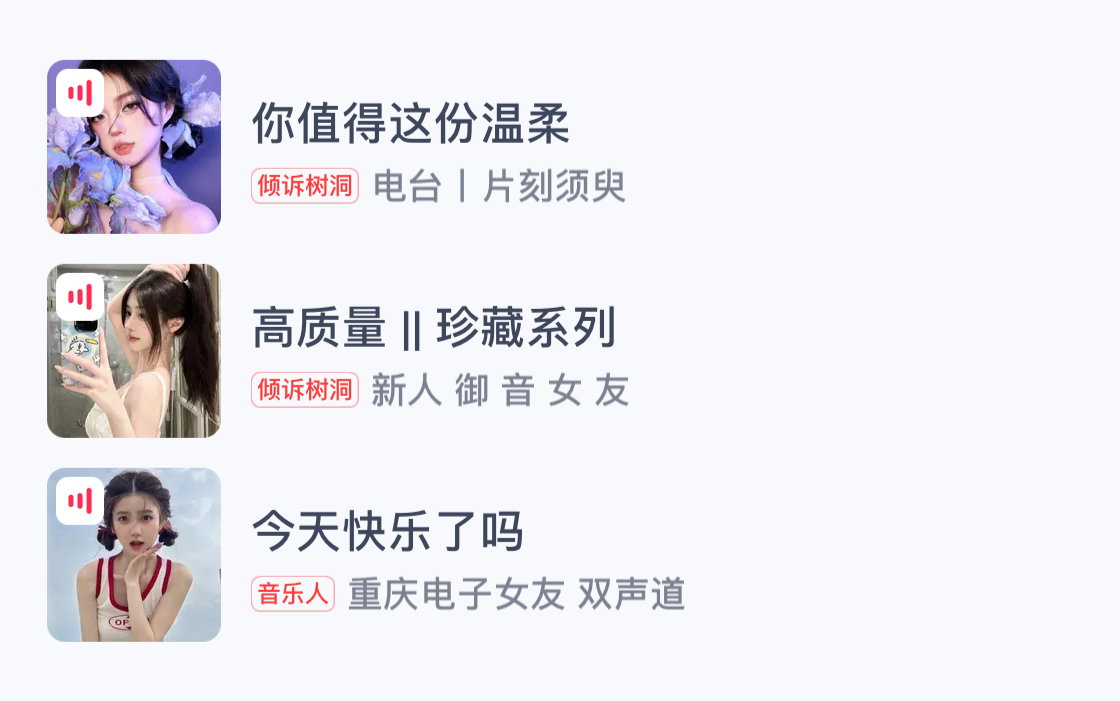 你值得这份温柔
倾诉树洞 电台丨片刻须臾
高质量 || 珍藏系列
倾诉树洞 新人 御 音 女 友
今天快乐了吗
音乐人 重庆电子女友 双声道
OP